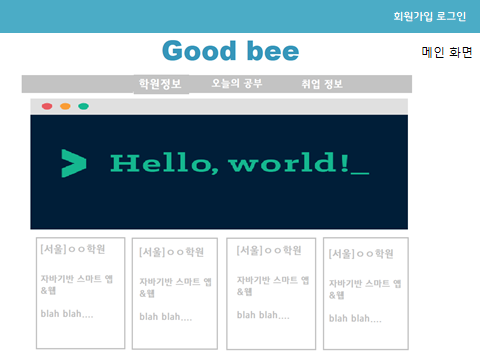 회원가입 로그인
Good bee
메인 화면
학원정보 오늘의 공부 취업 정보
> Hello, world!_
[서울]ㅇㅇ학원
자바기반 스마트 앱
&웹
blah blah....
[서울]ㅇㅇ학원
자바기반 스마트 앱
&웹
blah blah....
[서울]ㅇㅇ학원
자바기반 스마트 앱
&웹
blah blah....
[서울]ㅇㅇ학원
자바기반 스마트 앱
&웹
blah blah....